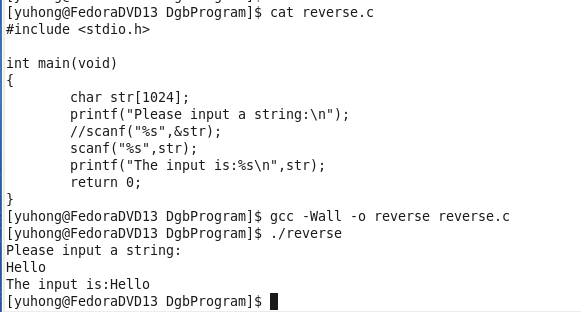 [yuhong@FedoraDVD13 DgbProgram]$ cat reverse.c
#include <stdio.h>

int main(void)
{
        char str[1024];
        printf("Please input a string:\n");
        //scanf("%s",&str);
        scanf("%s",str);
        printf("The input is:%s\n",str);
        return 0;
}
[yuhong@FedoraDVD13 DgbProgram]$ gcc -Wall -o reverse reverse.c
[yuhong@FedoraDVD13 DgbProgram]$ ./reverse
Please input a string:
Hello
The input is:Hello
[yuhong@FedoraDVD13 DgbProgram]$